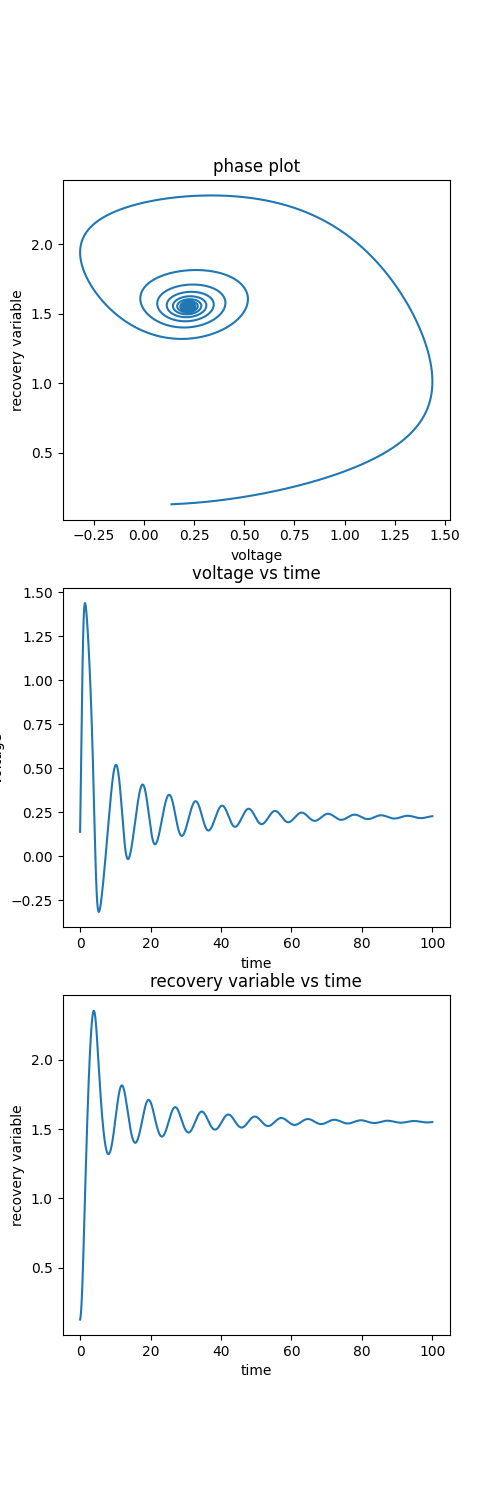 phase plot
2.0
1.5
1.0
0.5
recovery variable
−0.25 0.00 0.25 0.50 0.75 1.00 1.25 1.50
voltage
voltage vs time
1.50
1.25
1.00
0.75
0.50
0.25
0.00
−0.25
0 20 40 60 80 100
time
recovery variable vs time
2.0
1.5
1.0
0.5
recovery variable
0 20 40 60 80 100
time